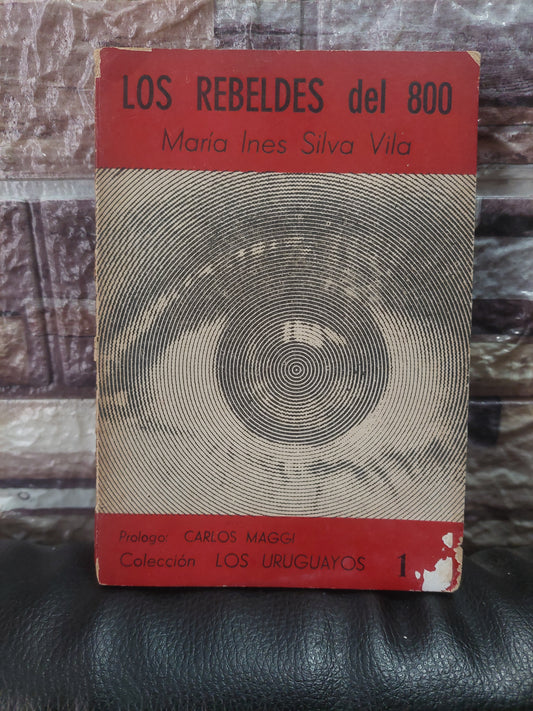 LOS REBELDES del 800
María Ines Silva Vila
Prologo: CARLOS MAGGI
Colección LOS URUGUAYOS 1